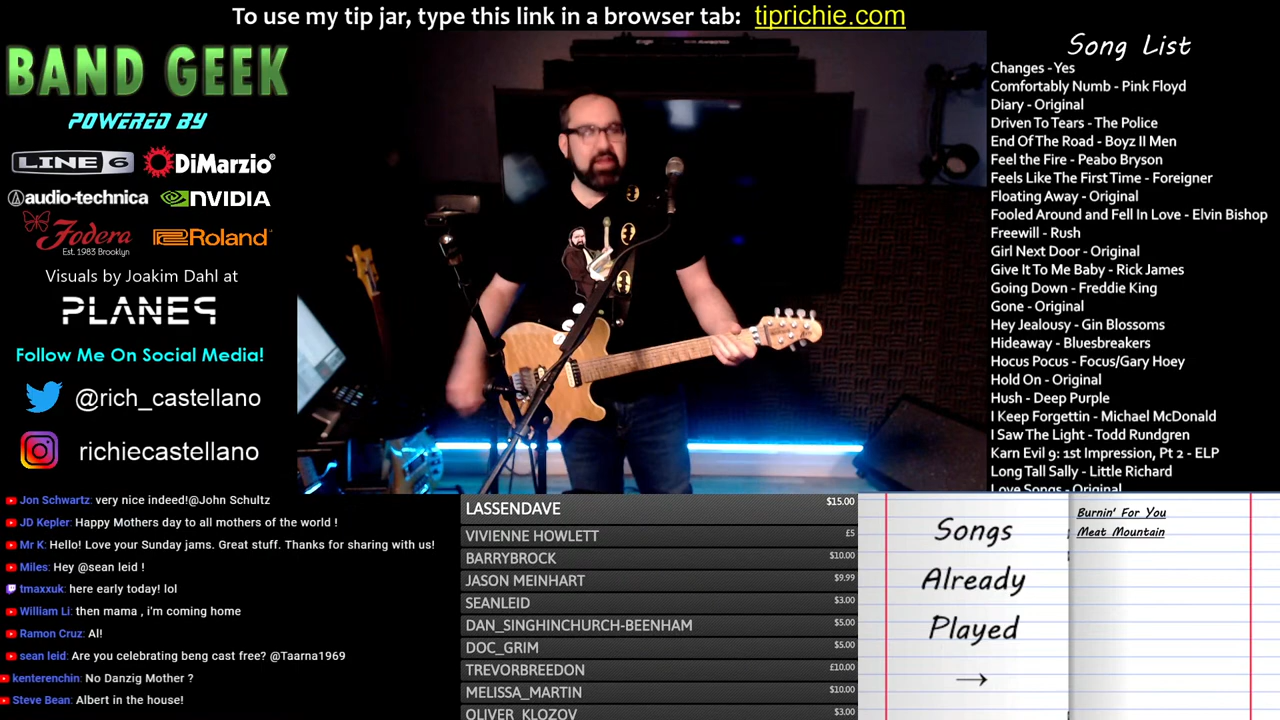 To use my tip jar, type this link in a browser tab: tiprichie.com
BAND GEEK
POWERED BY
LINE 6
DiMarzio
audio-technica
NVIDIA
Fodera
Est. 1983 Brooklyn
Roland
Visuals by Joakim Dahl at
PLANE9
Follow Me On Social Media!
@rich_castellano
richiecastellano
Jon Schwartz: very nice indeed!@John Schultz
JD Kepler: Happy Mothers day to all mothers of the world !
Mr K: Hello! Love your Sunday jams. Great stuff. Thanks for sharing with us!
Miles: Hey @sean leid !
tmaxxuk: here early today! lol
William Li: then mama , i'm coming home
Ramon Cruz: Al!
sean leid: Are you celebrating beng cast free? @Taarna1969
kenterenchin: No Danzig Mother ?
Steve Bean: Albert in the house!
LASSENDAVE $15.00
VIVIENNE HOWLETT £5
BARRYBROCK $10.00
JASON MEINHART $9.99
SEANLEID $3.00
DAN_SINGHINCHURCH-BEENHAM $5.00
DOC_GRIM $5.00
TREVORBREEDON £10.00
MELISSA_MARTIN $10.00
OLIVER_KLOZOV $3.00
Song List
Changes - Yes
Comfortably Numb - Pink Floyd
Diary - Original
Driven To Tears - The Police
End Of The Road - Boyz II Men
Feel the Fire - Peabo Bryson
Feels Like The First Time - Foreigner
Floating Away - Original
Fooled Around and Fell In Love - Elvin Bishop
Freewill - Rush
Girl Next Door - Original
Give It To Me Baby - Rick James
Going Down - Freddie King
Gone - Original
Hey Jealousy - Gin Blossoms
Hideaway - Bluesbreakers
Hocus Pocus - Focus/Gary Hoey
Hold On - Original
Hush - Deep Purple
I Keep Forgettin - Michael McDonald
I Saw The Light - Todd Rundgren
Karn Evil 9: 1st Impression, Pt 2 - ELP
Long Tall Sally - Little Richard
Love Songs - Original
Songs
Already
Played
→
Burnin' For You
Meat Mountain